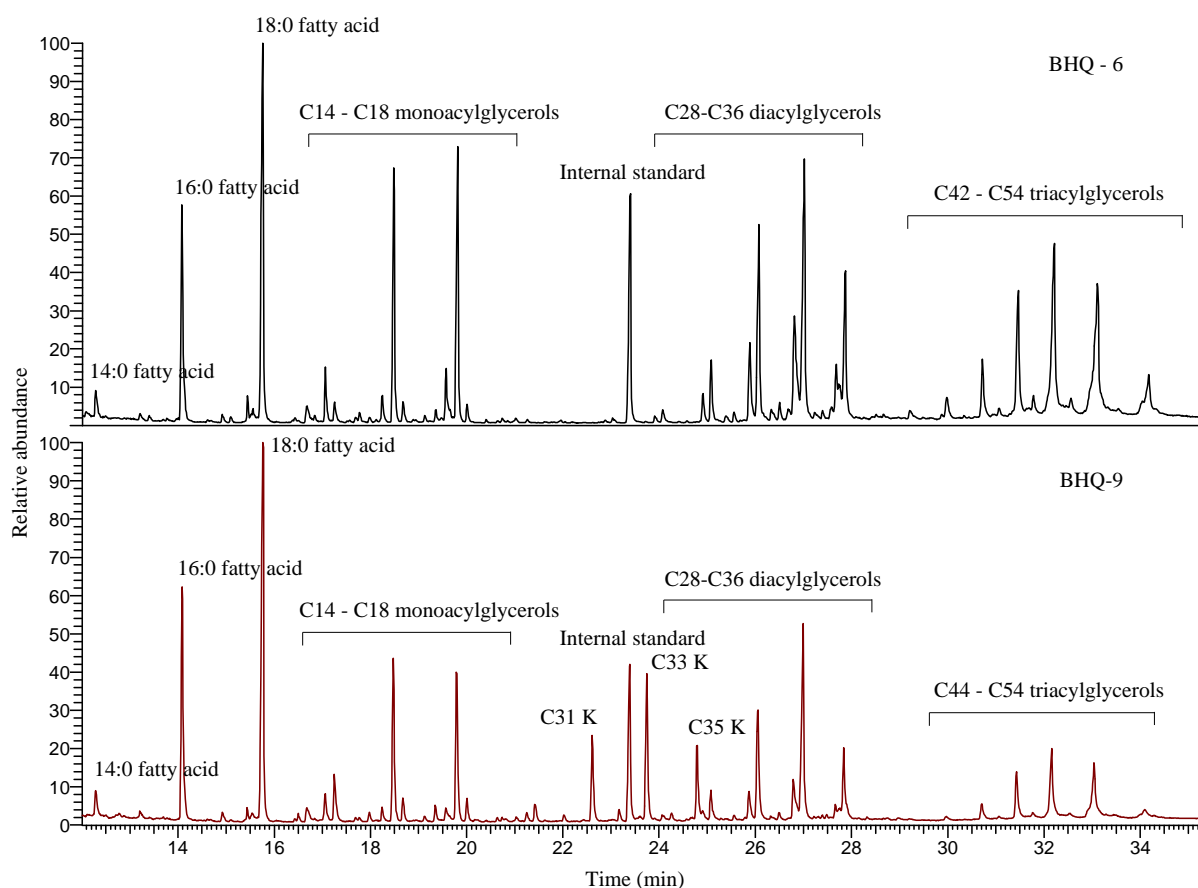 18:0 fatty acid
BHQ - 6
C14 - C18 monoacylglycerols
C28-C36 diacylglycerols
Internal standard
16:0 fatty acid
C42 - C54 triacylglycerols
14:0 fatty acid
100
90
80
70
60
50
40
30
20
10
Relative abundance
18:0 fatty acid
BHQ-9
16:0 fatty acid
C28-C36 diacylglycerols
C14 - C18 monoacylglycerols
Internal standard
C33 K
C44 - C54 triacylglycerols
C31 K
C35 K
14:0 fatty acid
100
90
80
70
60
50
40
30
20
10
0
14 16 18 20 22 24 26 28 30 32 34
Time (min)